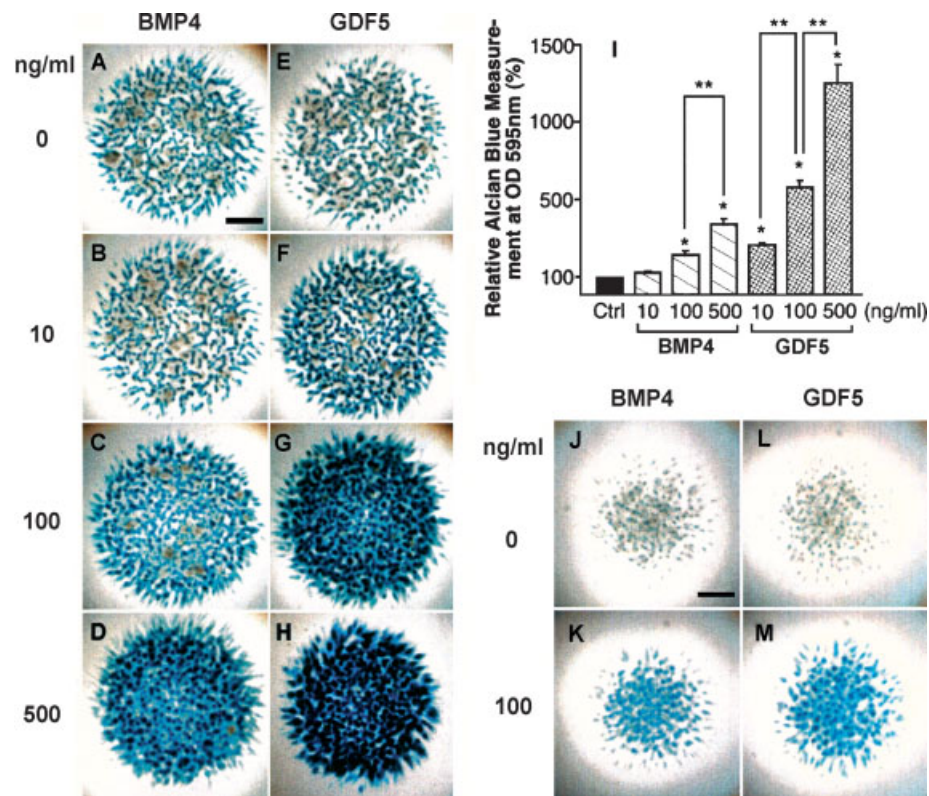 BMP4 GDF5
ng/ml
A E
0
B F
10
C G
100
D H
500
Relative Alcian Blue Measure-
ment at OD 595nm (%)
I
1500
1000
500
100
** ** **
* * * * *
Ctrl 10 100 500 10 100 500 (ng/ml)
BMP4 GDF5
BMP4 GDF5
ng/ml
J L
0
K M
100